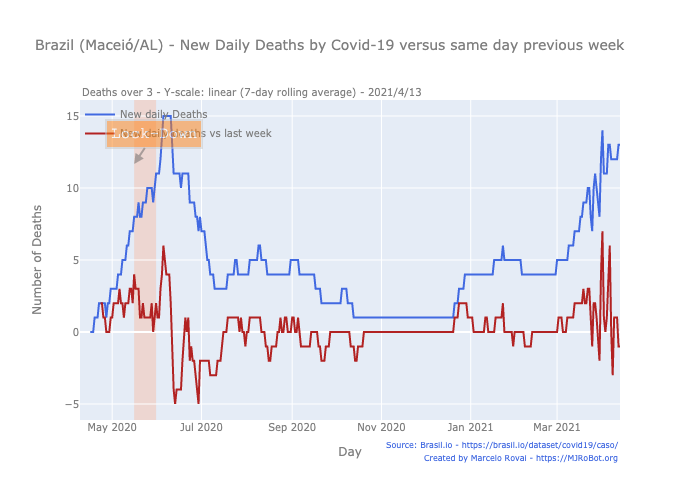 Brazil (Maceió/AL) - New Daily Deaths by Covid-19 versus same day previous week
Deaths over 3 - Y-scale: linear (7-day rolling average) - 2021/4/13
New daily Deaths
deaths vs last week
Number of Deaths
15
10
5
0
−5
May 2020
Jul 2020
Sep 2020
Nov 2020
Jan 2021
Mar 2021
Day
Source: Brasil.io - https://brasil.io/dataset/covid19/caso/
Created by Marcelo Rovai - https://MJRoBot.org